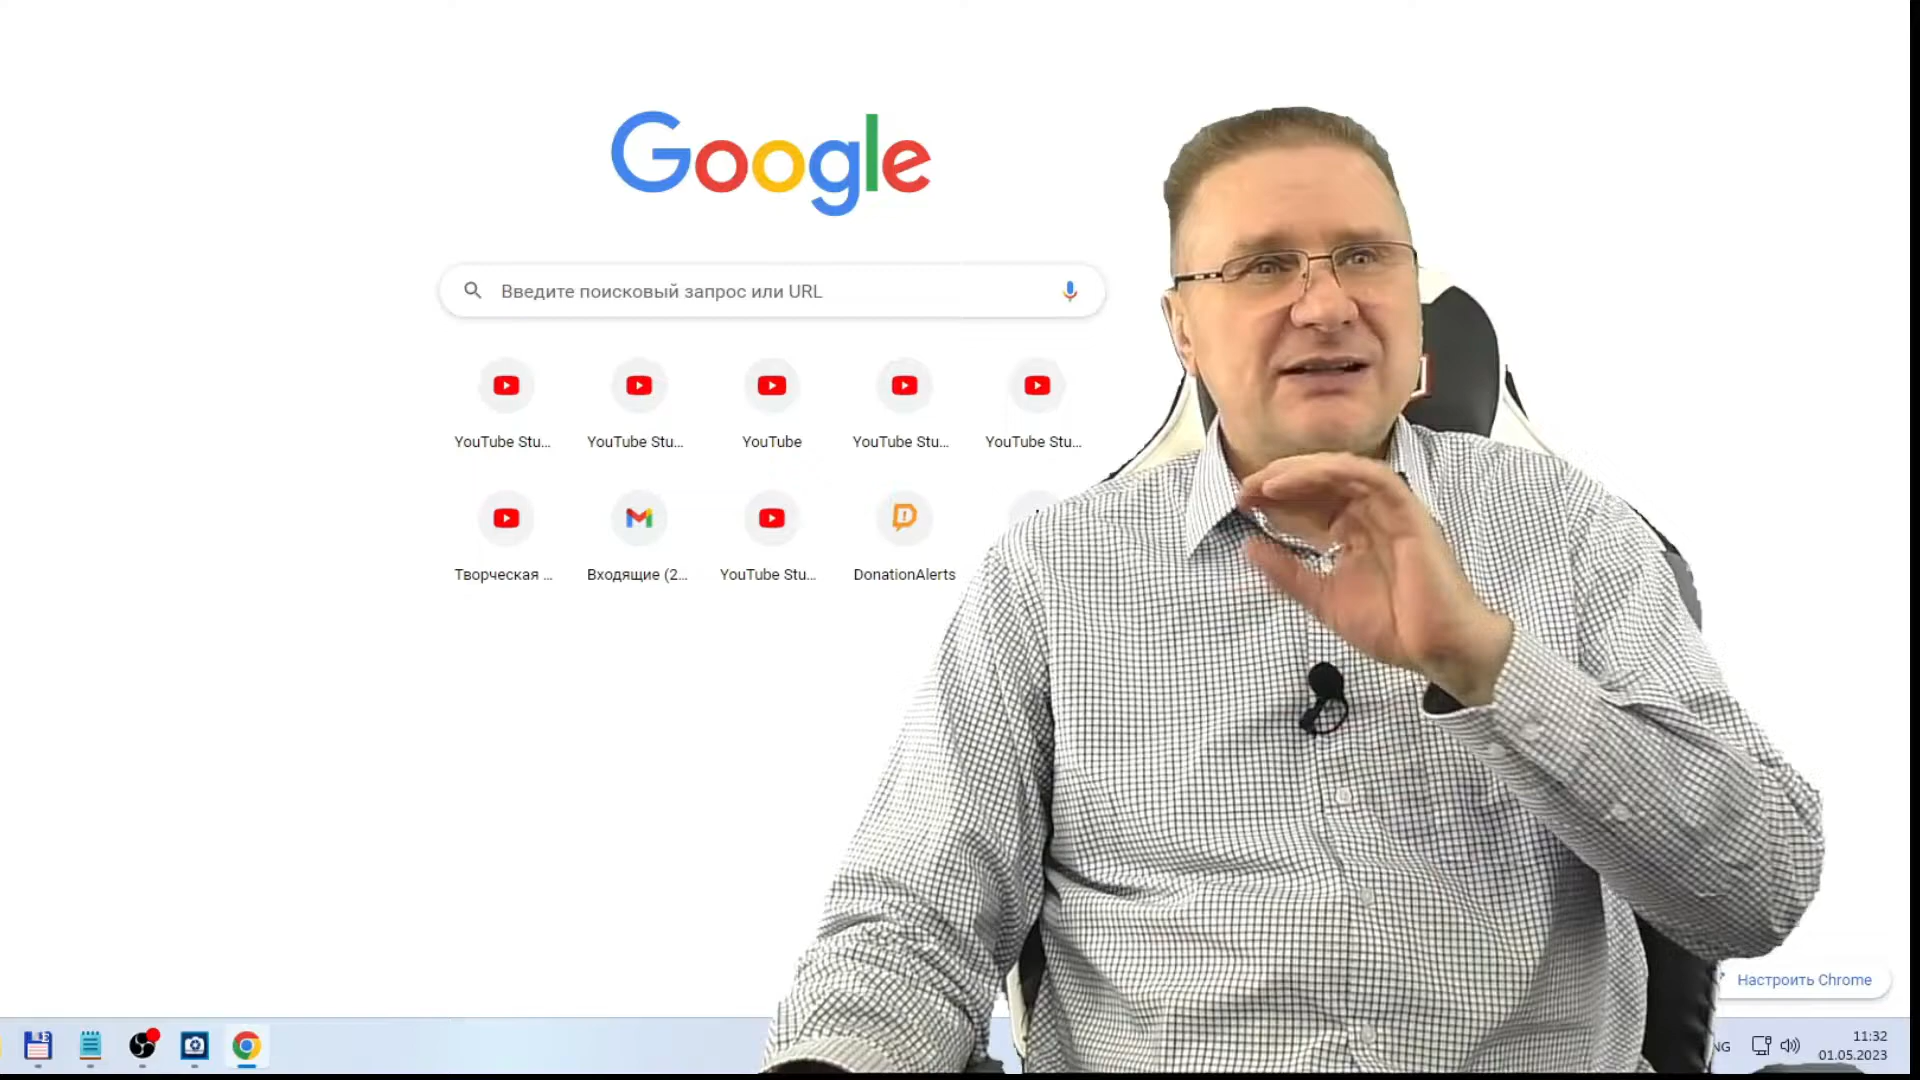 Google
Введите поисковый запрос или URL
YouTube Stu...
YouTube Stu...
YouTube
YouTube Stu...
YouTube Stu...
Творческая ...
Входящие (2...
YouTube Stu...
DonationAlerts
Настроить Chrome
NG
11:32
01.05.2023